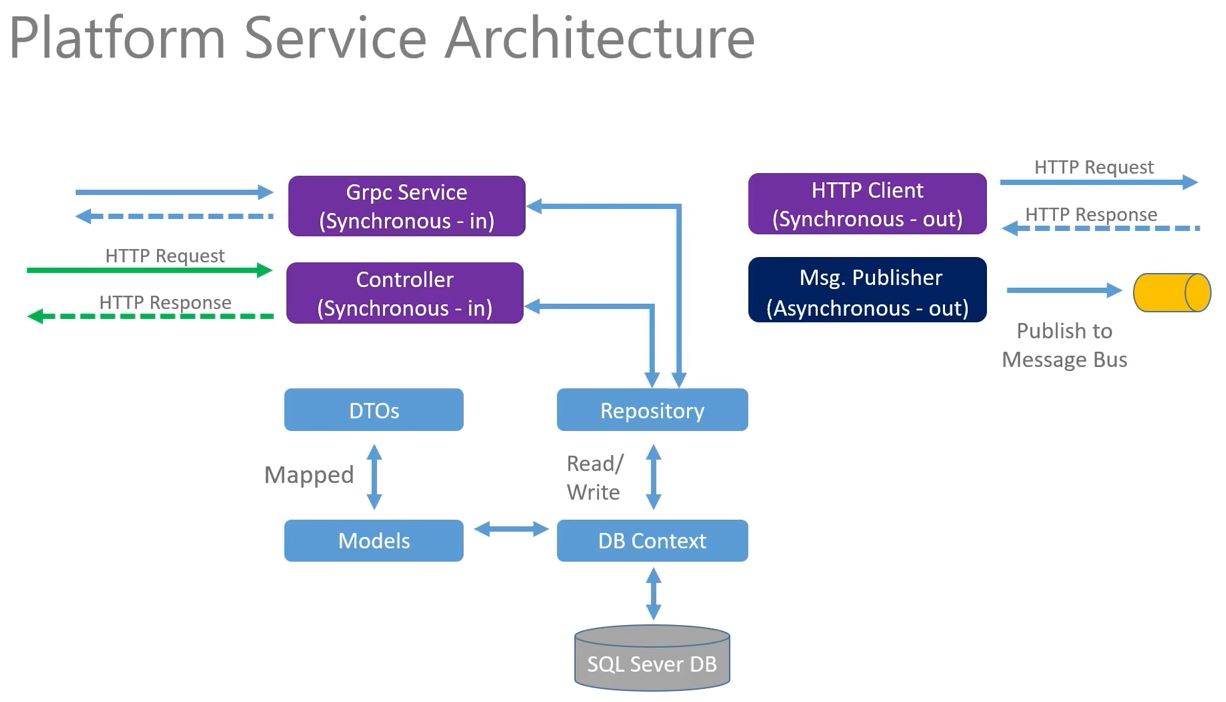 Platform Service Architecture
Grpc Service
(Synchronous - in)
HTTP Request
HTTP Response
Controller
(Synchronous - in)
HTTP Client
(Synchronous - out)
HTTP Request
HTTP Response
Msg. Publisher
(Asynchronous - out)
Publish to
Message Bus
DTOs
Repository
Mapped
Read/
Write
Models
DB Context
SQL Sever DB